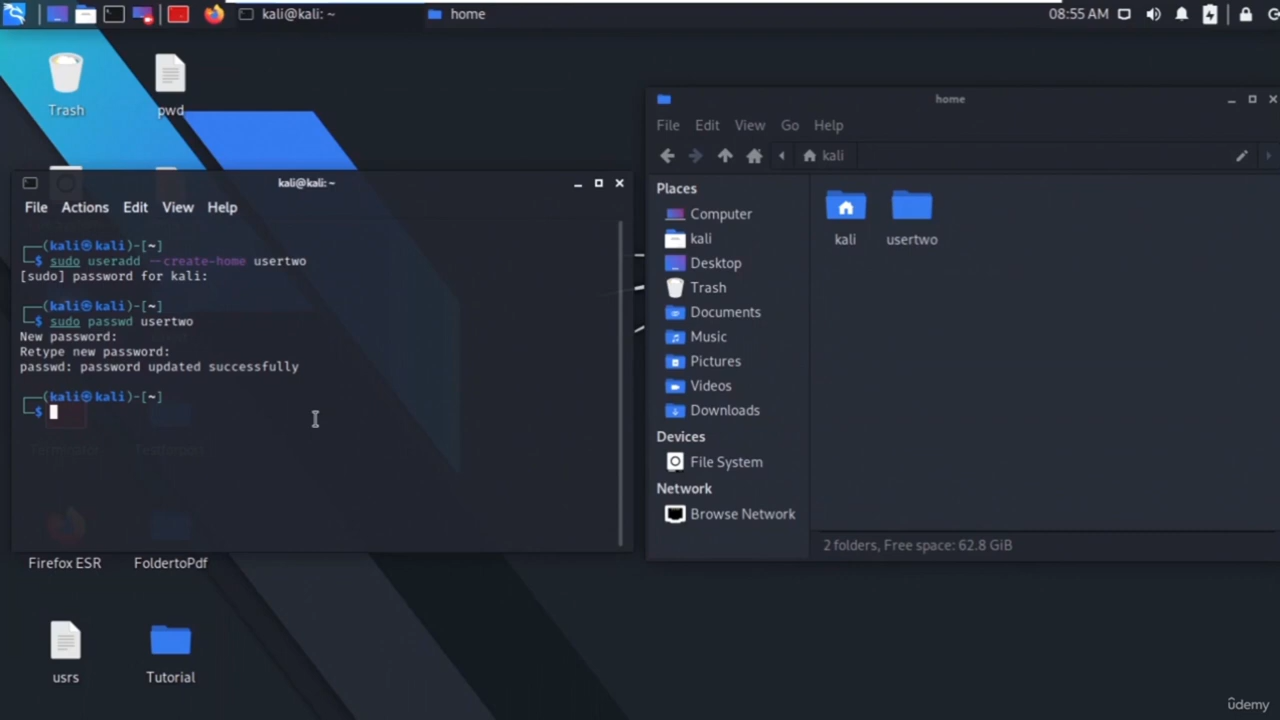 kali@kali: ~
home
08:55 AM
Trash
pwd
kali@kali: ~
File Actions Edit View Help
┌──(kali㉿kali)-[~]
└─$ sudo useradd --create-home usertwo
[sudo] password for kali:
┌──(kali㉿kali)-[~]
└─$ sudo passwd usertwo
New password:
Retype new password:
passwd: password updated successfully
┌──(kali㉿kali)-[~]
└─$
Terminator
Firefox ESR
FoldertoPdf
usrs
Tutorial
home
File Edit View Go Help
kali
Places
Computer
kali
Desktop
Trash
Documents
Music
Pictures
Videos
Downloads
Devices
File System
Network
Browse Network
kali
usertwo
2 folders, Free space: 62.8 GiB
ûdemy